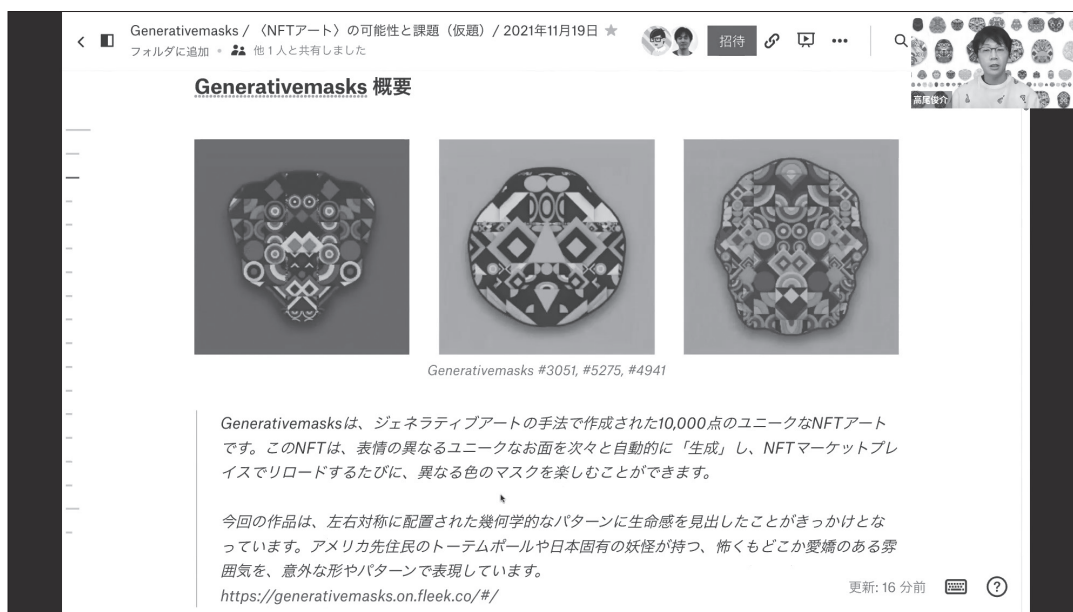 Generativemasks / 〈NFTアート〉の可能性と課題（仮題）/ 2021年11月19日
フォルダに追加 • 他1人と共有しました
招待
高尾俊介
Generativemasks 概要
Generativemasks #3051, #5275, #4941
Generativemasksは、ジェネラティブアートの手法で作成された10,000点のユニークなNFTアート
です。このNFTは、表情の異なるユニークなお面を次々と自動的に「生成」し、NFTマーケットプレ
イスでリロードするたびに、異なる色のマスクを楽しむことができます。
今回の作品は、左右対称に配置された幾何学的なパターンに生命感を見出したことがきっかけとな
っています。アメリカ先住民のトーテムポールや日本固有の妖怪が持つ、怖くもどこか愛嬌のある雰
囲気を、意外な形やパターンで表現しています。
https://generativemasks.on.fleek.co/#/
更新: 16 分前